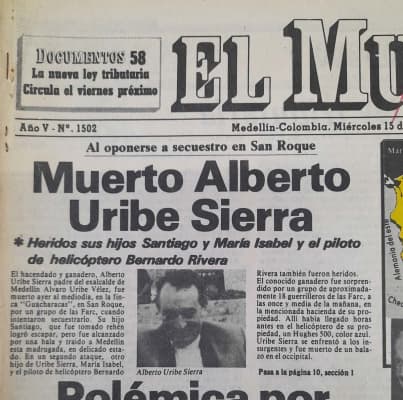 DOCUMENTOS 58
La nueva ley tributaria
Circula el viernes próximo
EL MU
Año V - Nº. 1502
Medellín-Colombia. Miércoles 15 d
Al oponerse a secuestro en San Roque
Muerto Alberto
Uribe Sierra
* Heridos sus hijos Santiago y María Isabel y el piloto
de helicóptero Bernardo Rivera
El hacendado y ganadero, Alberto
Uribe Sierra padre del exalcalde de
Medellín Alvaro Uribe Vélez, fue
muerto ayer al mediodía, en la fin-
ca "Guacharacas", en San Roque,
por un grupo de las Farc, cuando
intentaron secuestrarlo. Su hijo
Santiago, que fue tomado rehén
logró escapar, pero fue alcanzado
por una bala y traído a Medellín
esta madrugada, en delicado estado.
En un segundo ataque, otro
hijo de Uribe Sierra, María Isabel,
y el piloto de helicóptero Bernardo
Alberto Uribe Sierra
Rivera también fueron heridos.
El conocido ganadero fue sorpren-
dido por un grupo de aproximada-
mente 18 guerrilleros de las Farc, a
las once y media de la mañana, en
la mencionada hacienda de su pro-
piedad. Allí había llegado horas
antes en el helicóptero de su pro-
piedad, un Hughes 500, color azul.
Uribe Sierra se enfrentó a los insur-
gentes y fue muerto de un balazo
en el occipital.
Pasa a la página 10, sección 1
Polémica por
Mar
Alemania del este